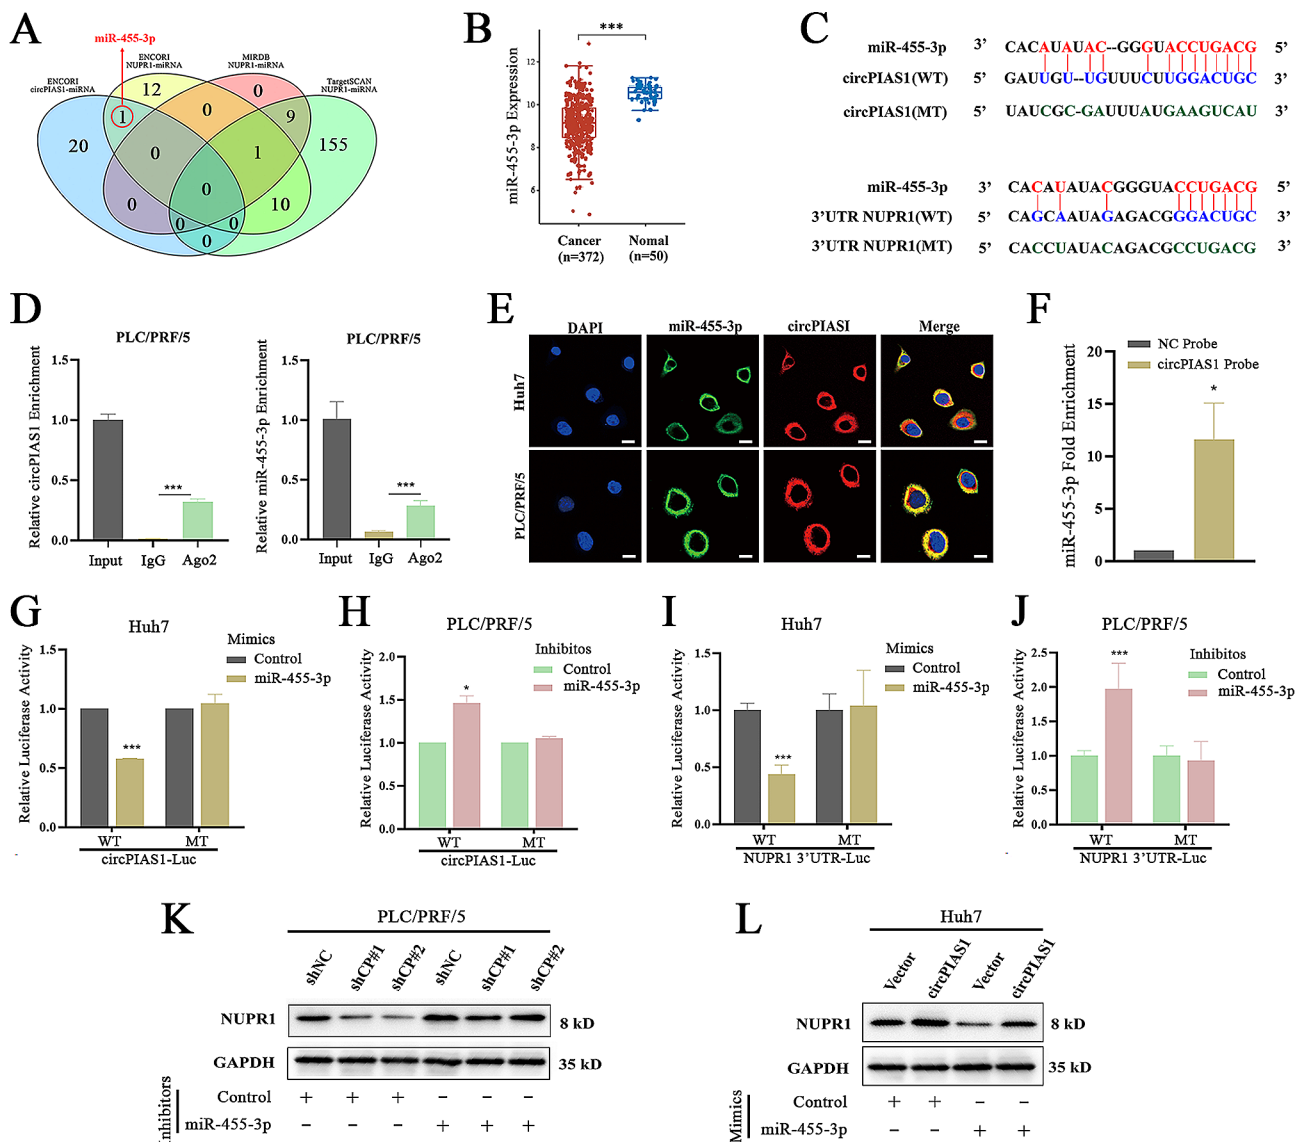 A
miR-455-3p
ENCORI
NUPR1-miRNA
MIRDB
NUPR1-miRNA
ENCORI
circPIAS1-miRNA
TargetSCAN
NUPR1-miRNA
12
0
0
1
9
20
0
1
155
0
0
10
0
0
0
B
***
miR-455-3p Expression
12
10
8
6
Cancer
(n=372)
Nomal
(n=50)
C
miR-455-3p 3’ CACAUAUAC--GGGUACCUGACG 5’
circPIAS1(WT) 5’ GAUUGU--UGUUUCUUGGACUGC 3’
circPIAS1(MT) 5’ UAUCGC-GAUUUAUGAAGUCAU 3’
miR-455-3p 3’ CACAUAUACGGGUACCUGACG 5’
3’UTR NUPR1(WT) 5’ CAGCAAUAGAGACGGGACUGC 3’
3’UTR NUPR1(MT) 5’ CACCUAUACAGACGCCUGACG 3’
D
PLC/PRF/5
Relative circPIAS1 Enrichment
1.5
1.0
0.5
0.0
***
Input IgG Ago2
PLC/PRF/5
Relative miR-455-3p Enrichment
1.5
1.0
0.5
0.0
***
Input IgG Ago2
E
DAPI miR-455-3p circPIASI Merge
Huh7
PLC/PRF/5
F
NC Probe
circPIAS1 Probe
miR-455-3p Fold Enrichment
20
15
10
5
0
*
G
Huh7
Mimics
Control
miR-455-3p
Relative Luciferase Activity
1.5
1.0
0.5
0.0
***
WT MT
circPIAS1-Luc
H
PLC/PRF/5
Inhibitos
Control
miR-455-3p
Relative Luciferase Activity
2.0
1.5
1.0
0.5
0.0
*
WT MT
circPIAS1-Luc
I
Huh7
Mimics
Control
miR-455-3p
Relative Luciferase Activity
1.5
1.0
0.5
0.0
***
WT MT
NUPR1 3’UTR-Luc
J
PLC/PRF/5
Inhibitos
Control
miR-455-3p
Relative Luciferase Activity
2.5
2.0
1.5
1.0
0.5
0.0
***
WT MT
NUPR1 3’UTR-Luc
K
PLC/PRF/5
shNC shCP#1 shCP#2 shNC shCP#1 shCP#2
NUPR1 8 kD
GAPDH 35 kD
Inhibitors
Control + + + - - -
miR-455-3p - - - + + +
L
Huh7
Vector circPIAS1 Vector circPIAS1
NUPR1 8 kD
GAPDH 35 kD
Mimics
Control + + - -
miR-455-3p - - + +